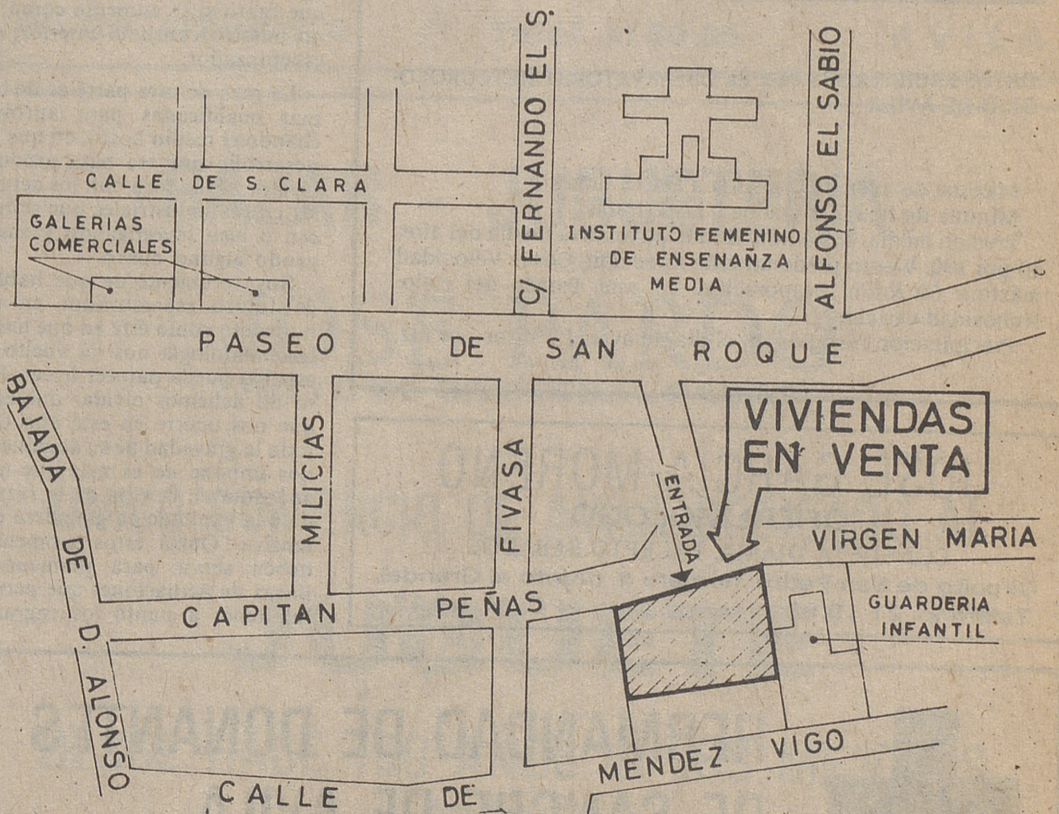 C/ FERNANDO EL S.
ALFONSO EL SABIO
CALLE DE S. CLARA
GALERIAS
COMERCIALES
INSTITUTO FEMENINO
DE ENSENAÑZA
MEDIA
PASEO DE SAN ROQUE
BAJADA DE D. ALONSO
MILICIAS
FIVASA
ENTRADA
VIVIENDAS
EN VENTA
VIRGEN MARIA
CAPITAN PEÑAS
GUARDERIA
INFANTIL
MENDEZ VIGO
CALLE DE